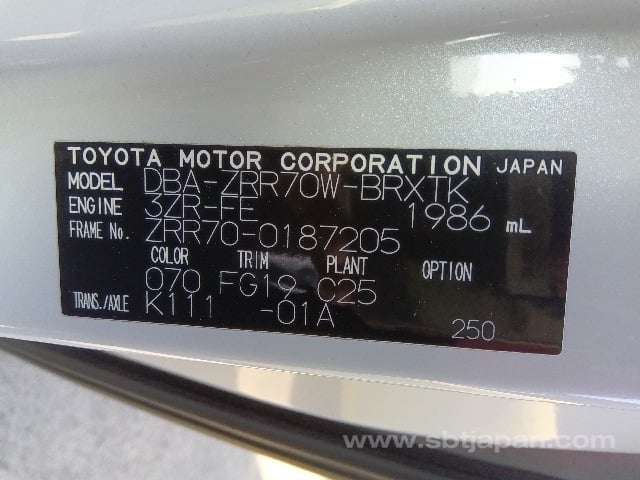 TOYOTA MOTOR CORPORATION JAPAN
MODEL DBA-ZRR70W-BRXTK
ENGINE 3ZR-FE 1986 mL
FRAME No. ZRR70-0187205
COLOR TRIM PLANT OPTION
070 FG19 C25
TRANS./AXLE K111 -01A
250
www.sbtjapan.com